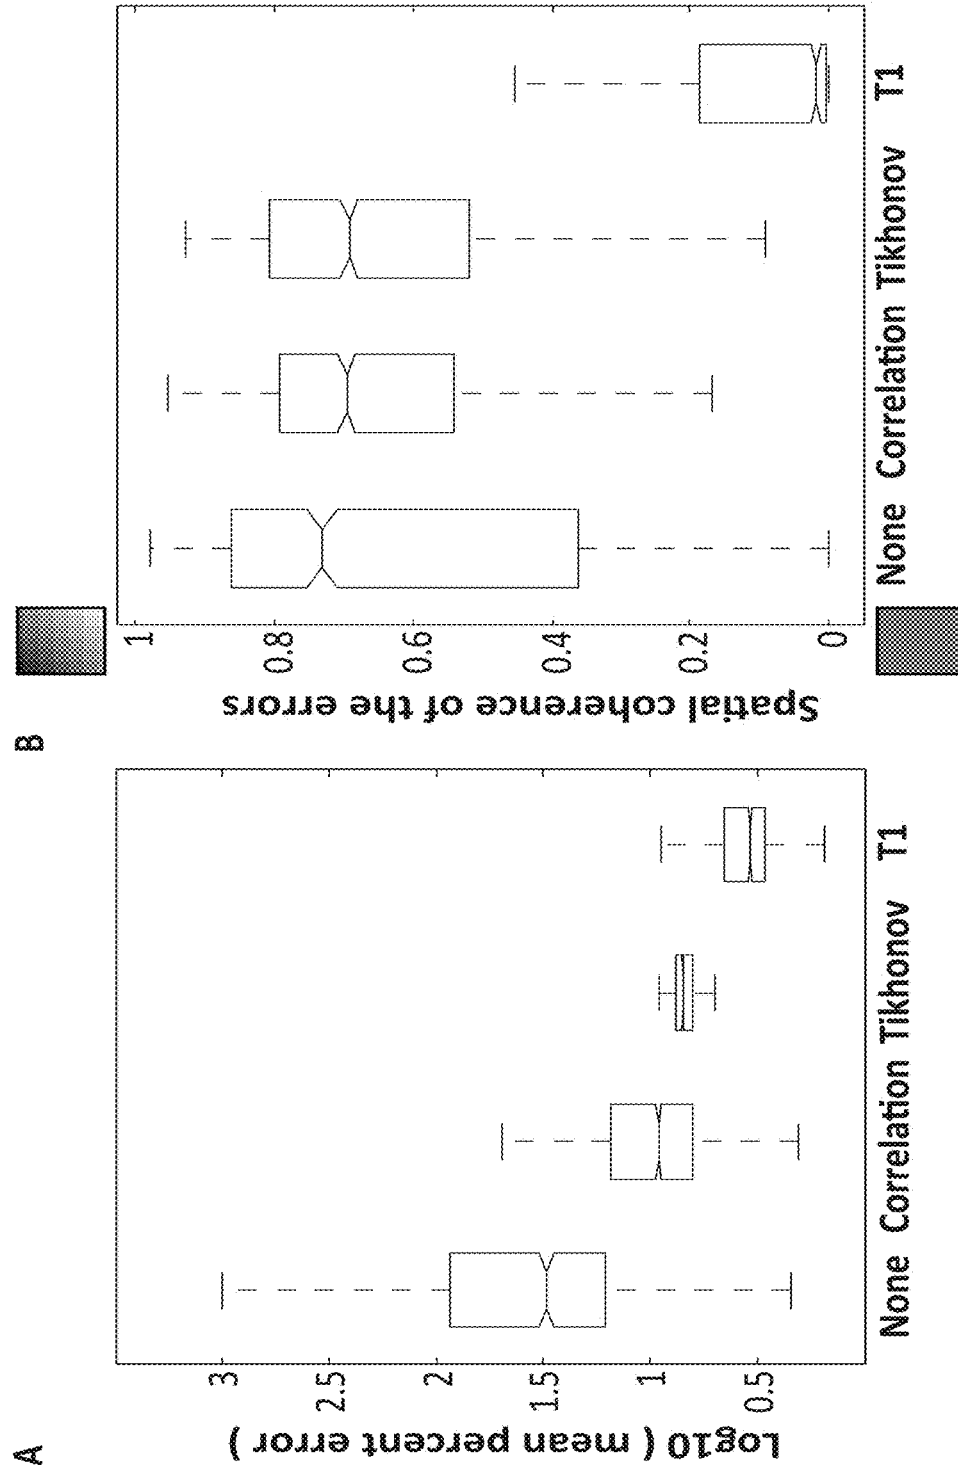 A
Log10 ( mean percent error )
3
2.5
2
1.5
1
0.5
None Correlation Tikhonov T1
B
Spatial coherence of the errors
1
0.8
0.6
0.4
0.2
0
None Correlation Tikhonov T1